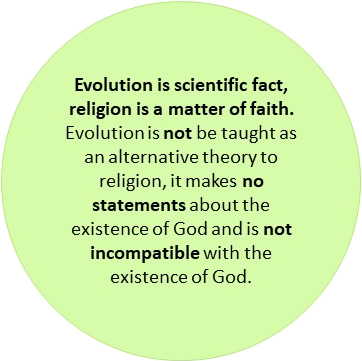 Evolution is scientific fact,
religion is a matter of faith.
Evolution is not be taught as
an alternative theory to
religion, it makes no
statements about the
existence of God and is not
incompatible with the
existence of God.